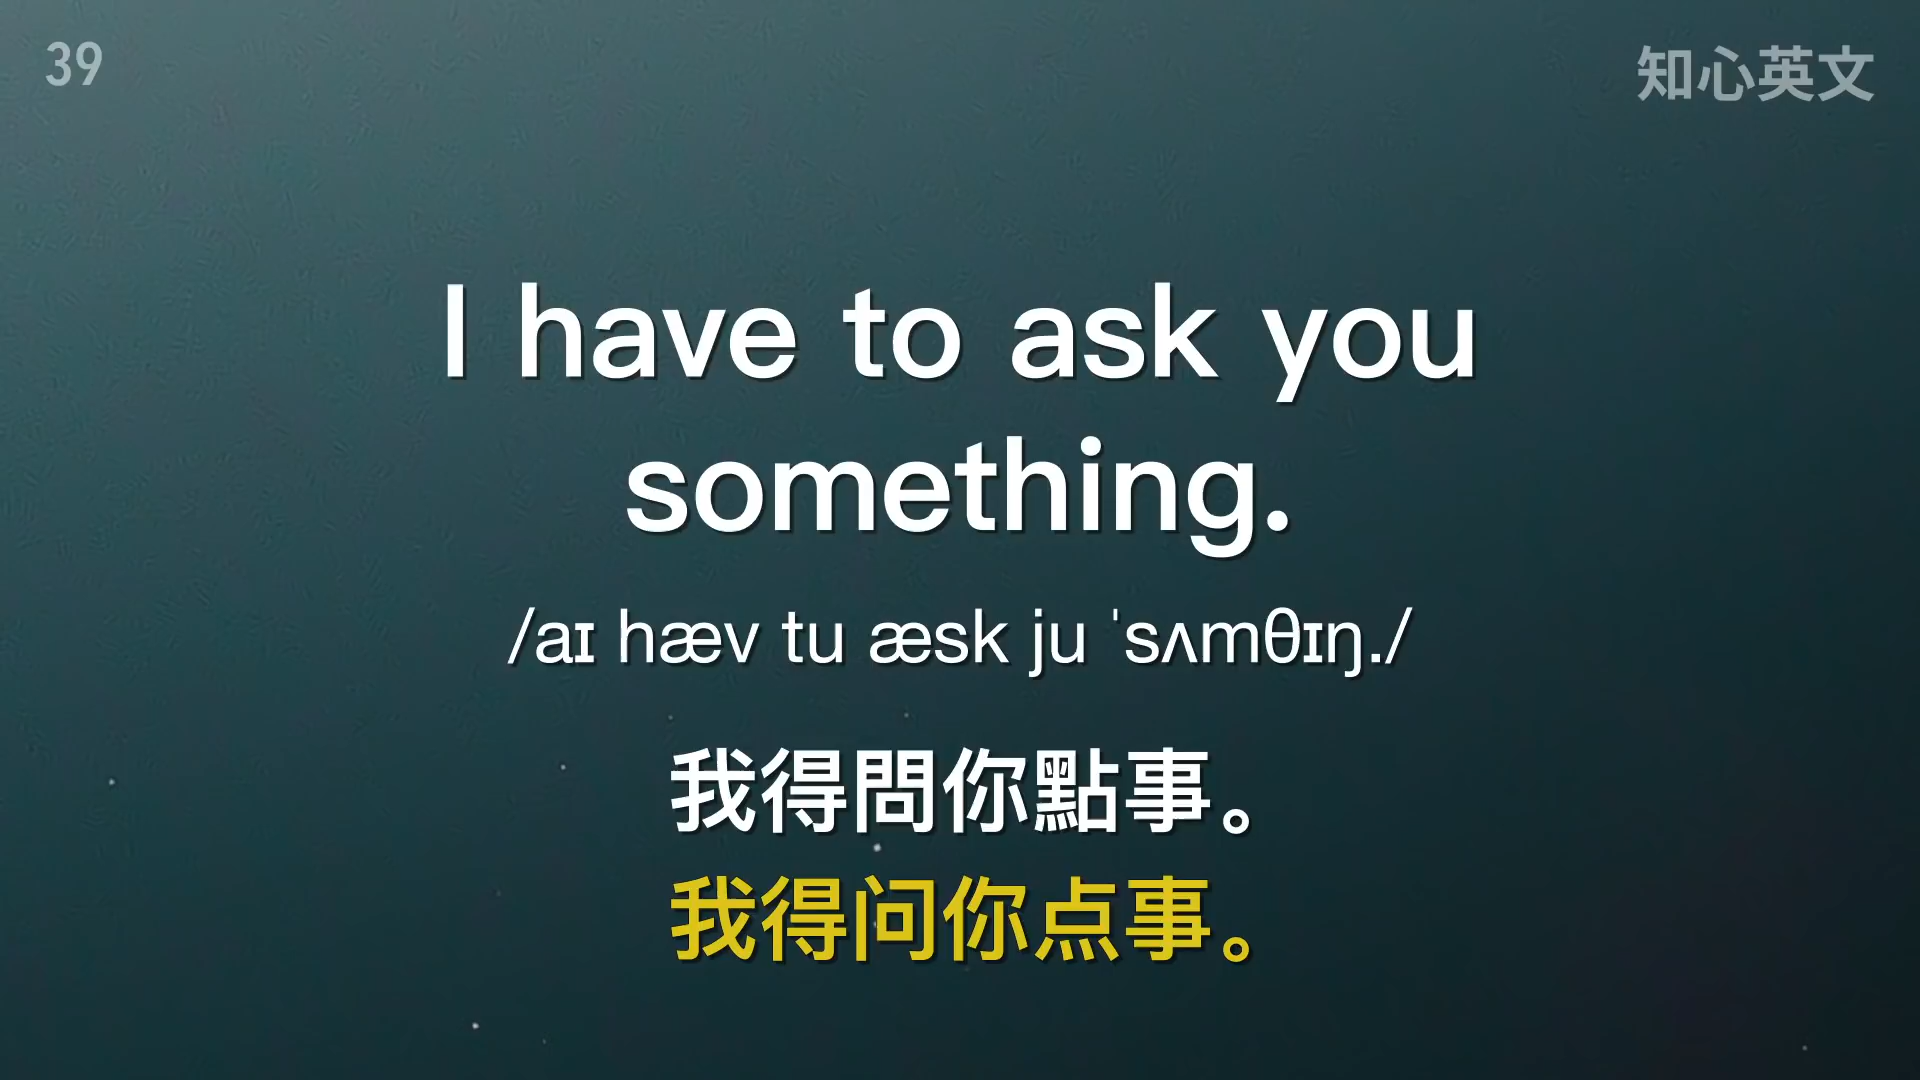 39
知心英文
I have to ask you
something.
/aɪ hæv tu æsk ju ˈsʌmθɪŋ./
我得問你點事。
我得问你点事。